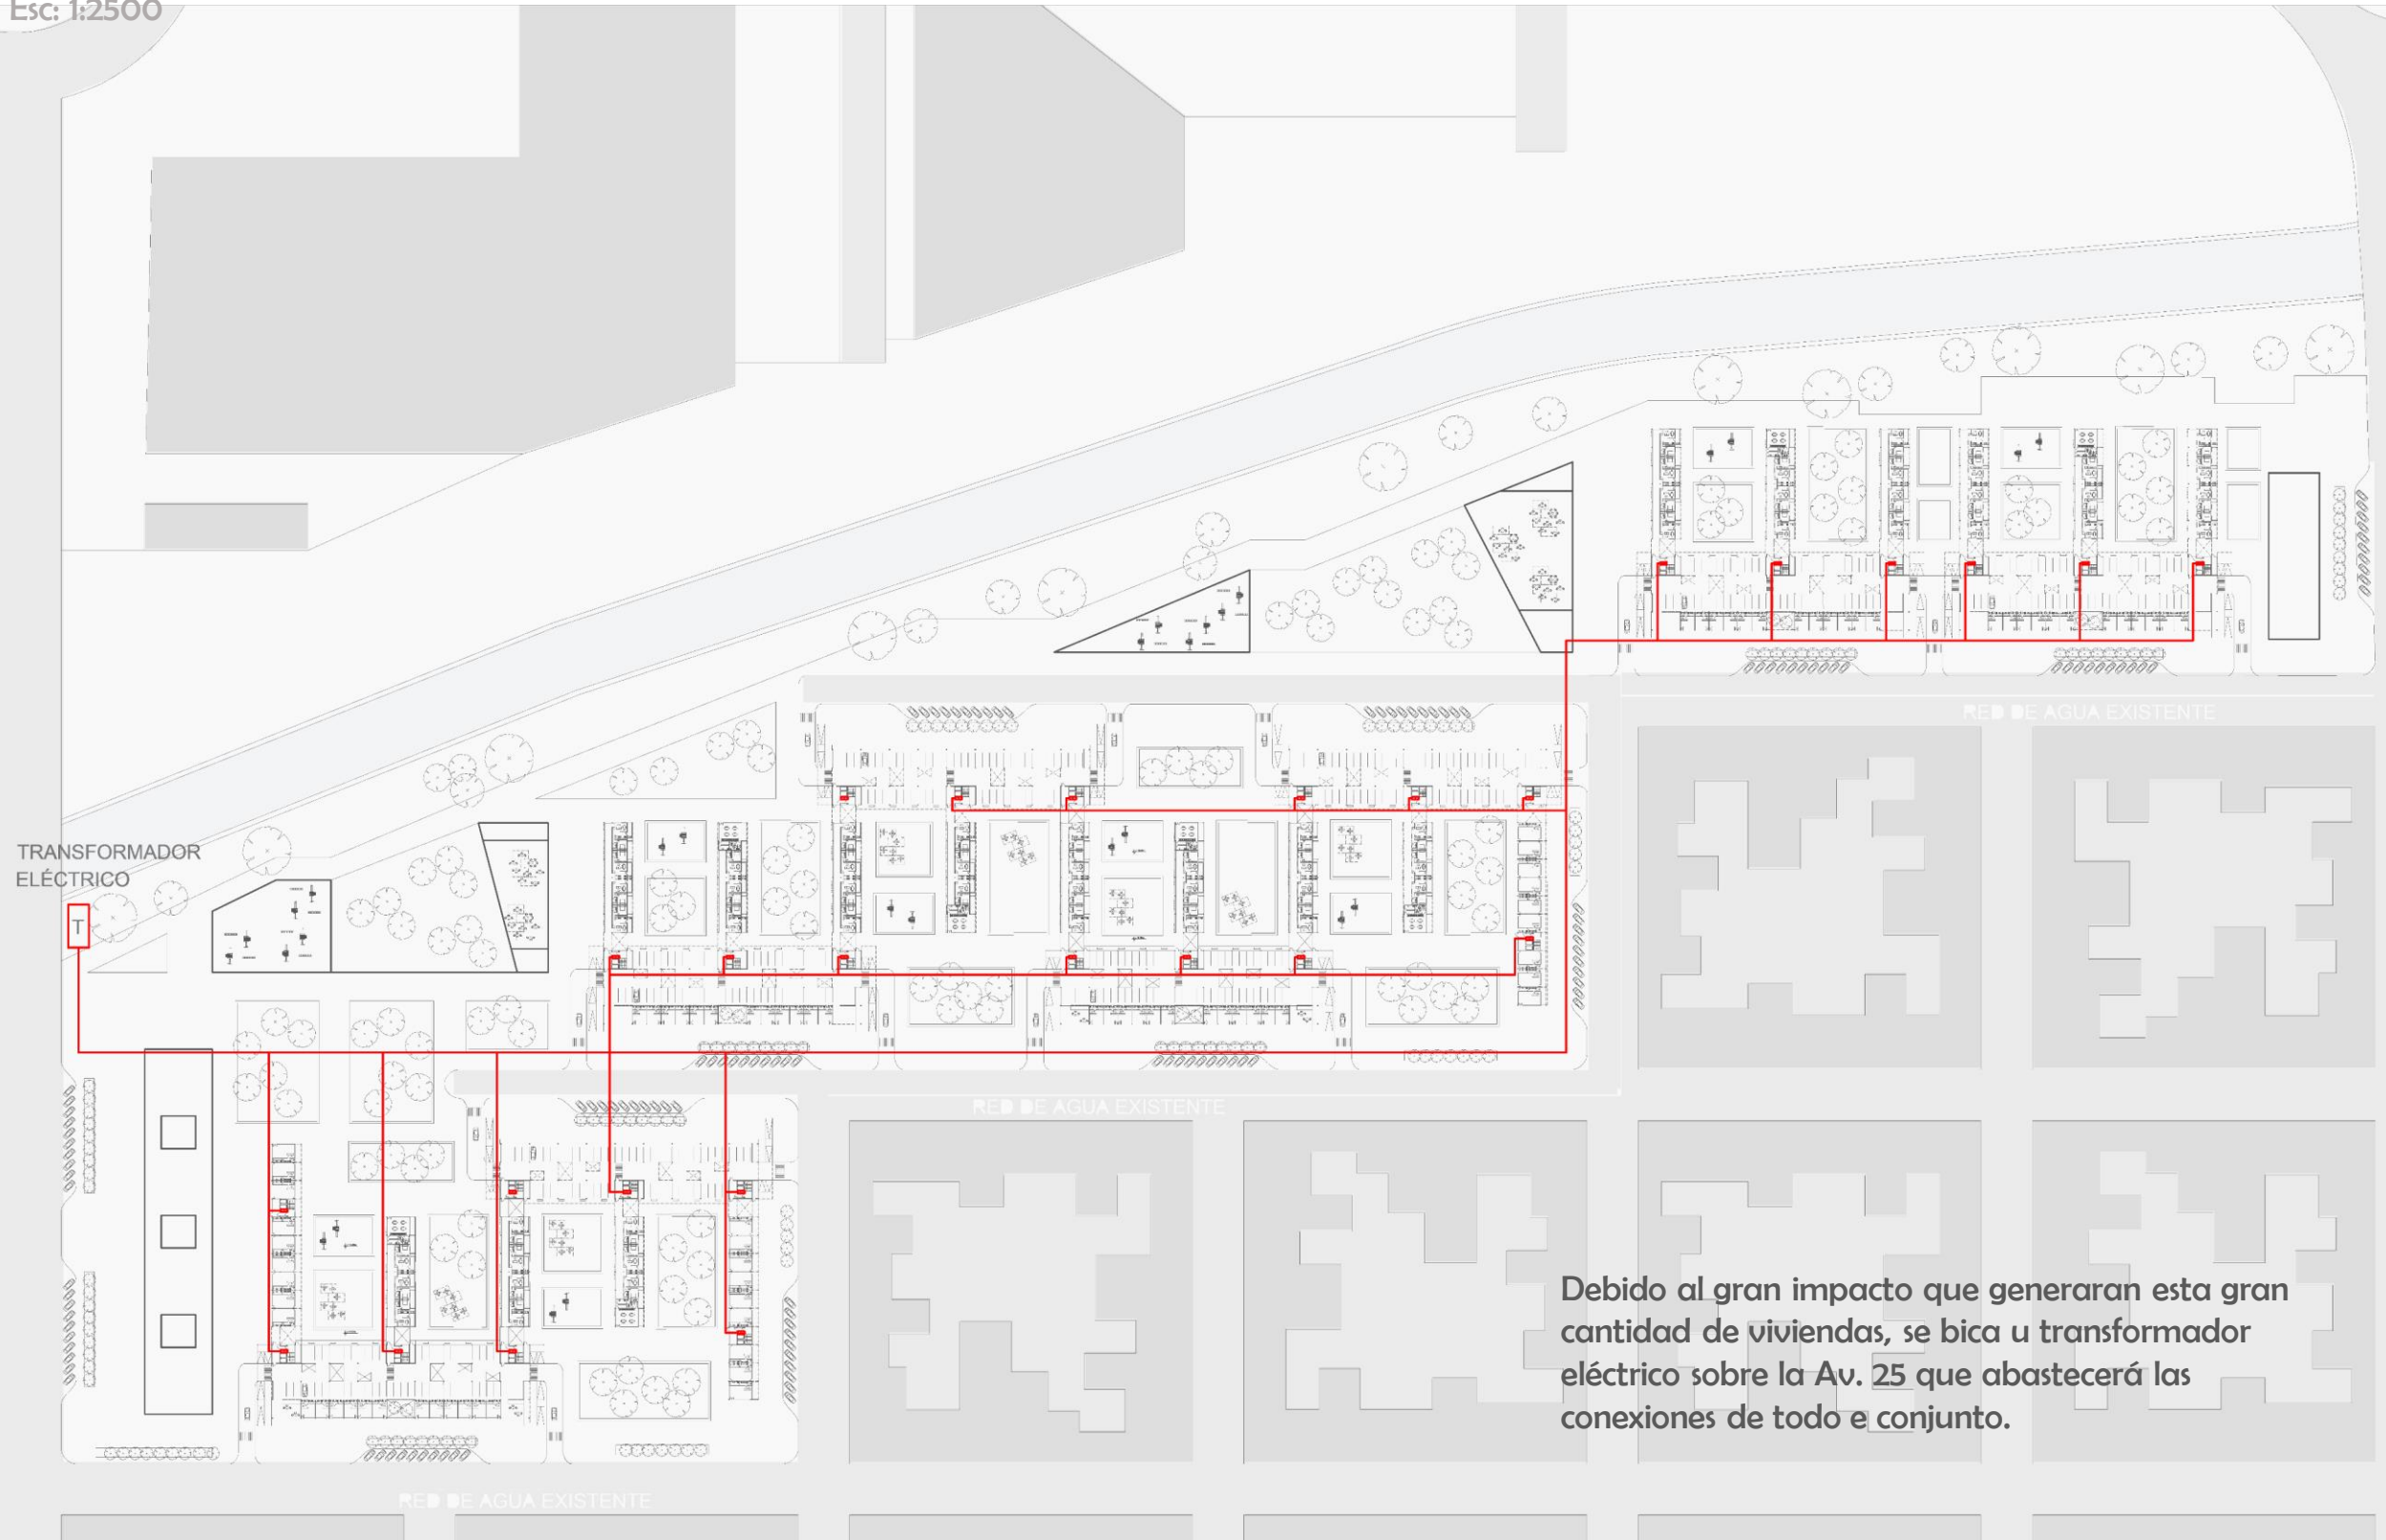 Esc: 1:2500
RED DE AGUA EXISTENTE
TRANSFORMADOR
ELÉCTRICO
T
RED DE AGUA EXISTENTE
Debido al gran impacto que generaran esta gran
cantidad de viviendas, se bica u transformador
eléctrico sobre la Av. 25 que abastecerá las
conexiones de todo e conjunto.
RED DE AGUA EXISTENTE